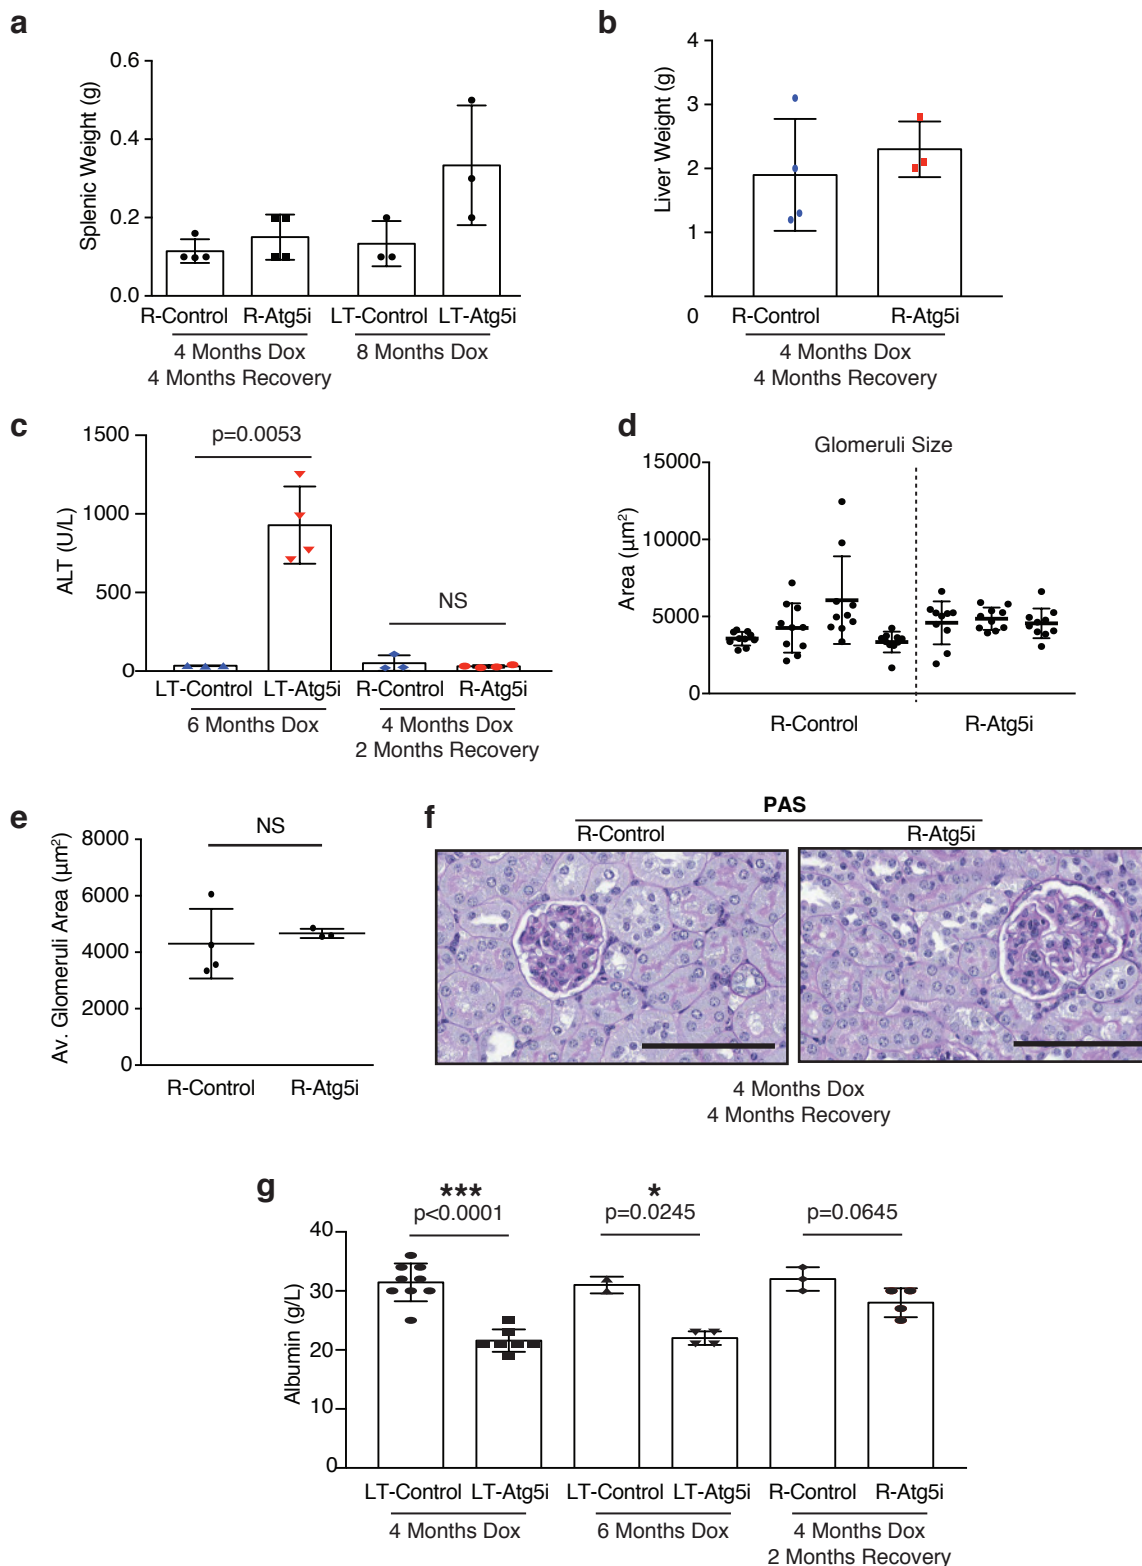 a
Splenic Weight (g)
0.6
0.4
0.2
0.0
R-Control R-Atg5i LT-Control LT-Atg5i
4 Months Dox
4 Months Recovery
8 Months Dox
b
Liver Weight (g)
4
3
2
1
0
R-Control R-Atg5i
4 Months Dox
4 Months Recovery
c
ALT (U/L)
1500
1000
500
0
p=0.0053
NS
LT-Control LT-Atg5i R-Control R-Atg5i
6 Months Dox
4 Months Dox
2 Months Recovery
d
Glomeruli Size
Area (µm²)
15000
10000
5000
0
R-Control R-Atg5i
e
Av. Glomeruli Area (µm²)
8000
6000
4000
2000
0
NS
R-Control R-Atg5i
f
PAS
R-Control R-Atg5i
4 Months Dox
4 Months Recovery
g
Albumin (g/L)
40
30
20
10
0
***
p<0.0001
*
p=0.0245
p=0.0645
LT-Control LT-Atg5i LT-Control LT-Atg5i R-Control R-Atg5i
4 Months Dox
6 Months Dox
4 Months Dox
2 Months Recovery